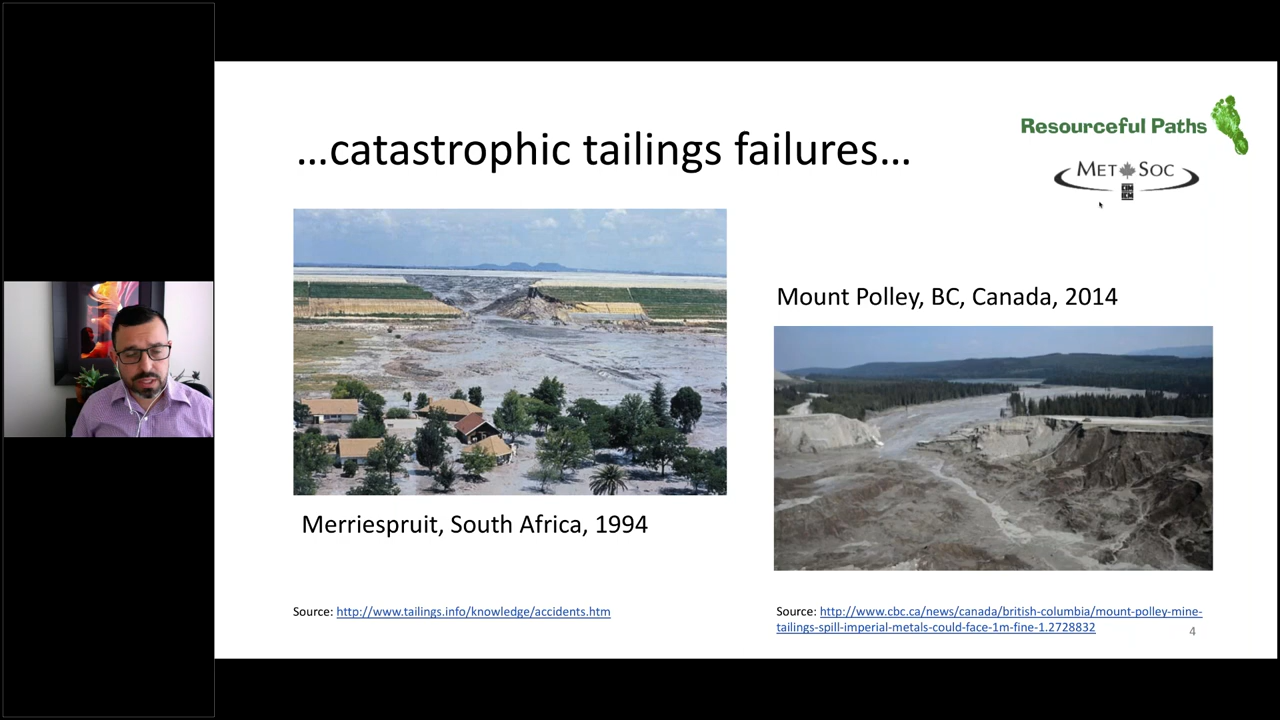 ...catastrophic tailings failures...
Resourceful Paths
MET SOC
CIM
ICM
Mount Polley, BC, Canada, 2014
Merriespruit, South Africa, 1994
Source: http://www.tailings.info/knowledge/accidents.htm
Source: http://www.cbc.ca/news/canada/british-columbia/mount-polley-mine-
tailings-spill-imperial-metals-could-face-1m-fine-1.2728832
4